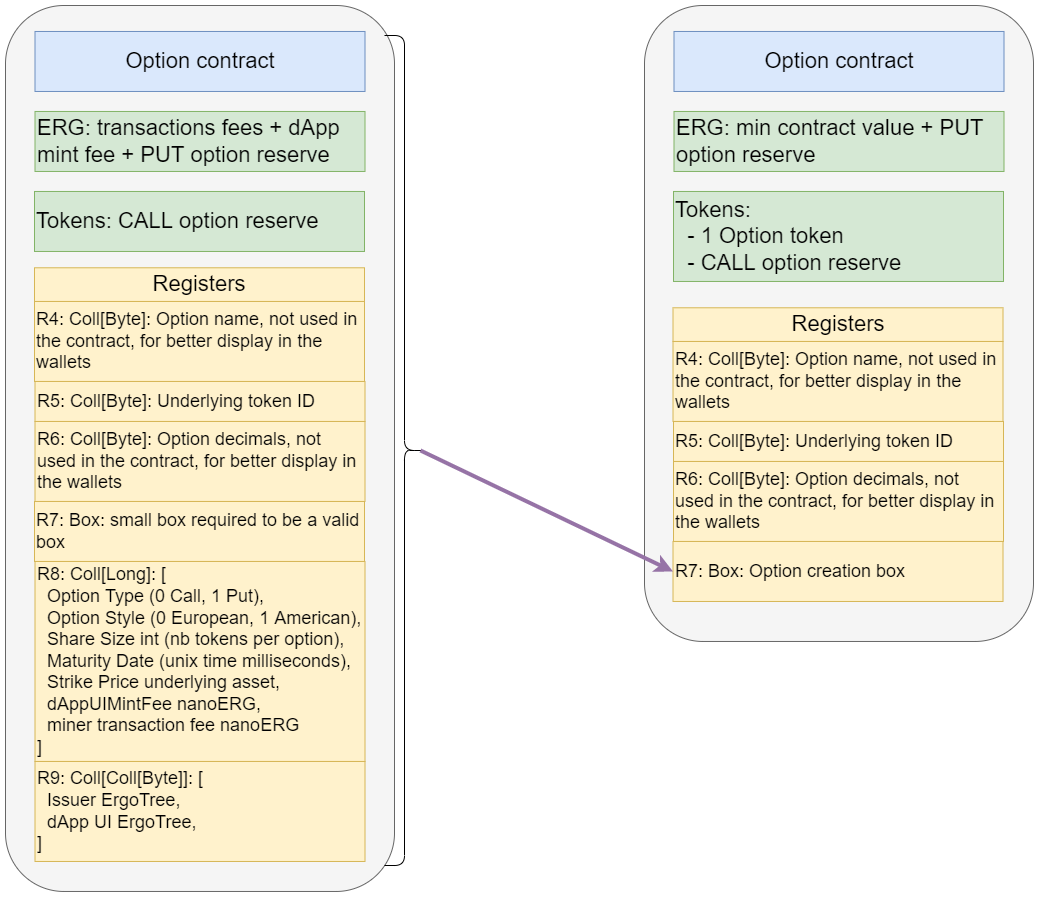 Option contract
ERG: transactions fees + dApp
mint fee + PUT option reserve
Tokens: CALL option reserve
Registers
R4: Coll[Byte]: Option name, not used in
the contract, for better display in the
wallets
R5: Coll[Byte]: Underlying token ID
R6: Coll[Byte]: Option decimals, not
used in the contract, for better display in
the wallets
R7: Box: small box required to be a valid
box
R8: Coll[Long]: [
Option Type (0 Call, 1 Put),
Option Style (0 European, 1 American),
Share Size int (nb tokens per option),
Maturity Date (unix time milliseconds),
Strike Price underlying asset,
dAppUIMintFee nanoERG,
miner transaction fee nanoERG
]
R9: Coll[Coll[Byte]]: [
Issuer ErgoTree,
dApp UI ErgoTree,
]
Option contract
ERG: min contract value + PUT
option reserve
Tokens:
- 1 Option token
- CALL option reserve
Registers
R4: Coll[Byte]: Option name, not used in
the contract, for better display in the
wallets
R5: Coll[Byte]: Underlying token ID
R6: Coll[Byte]: Option decimals, not
used in the contract, for better display in
the wallets
R7: Box: Option creation box